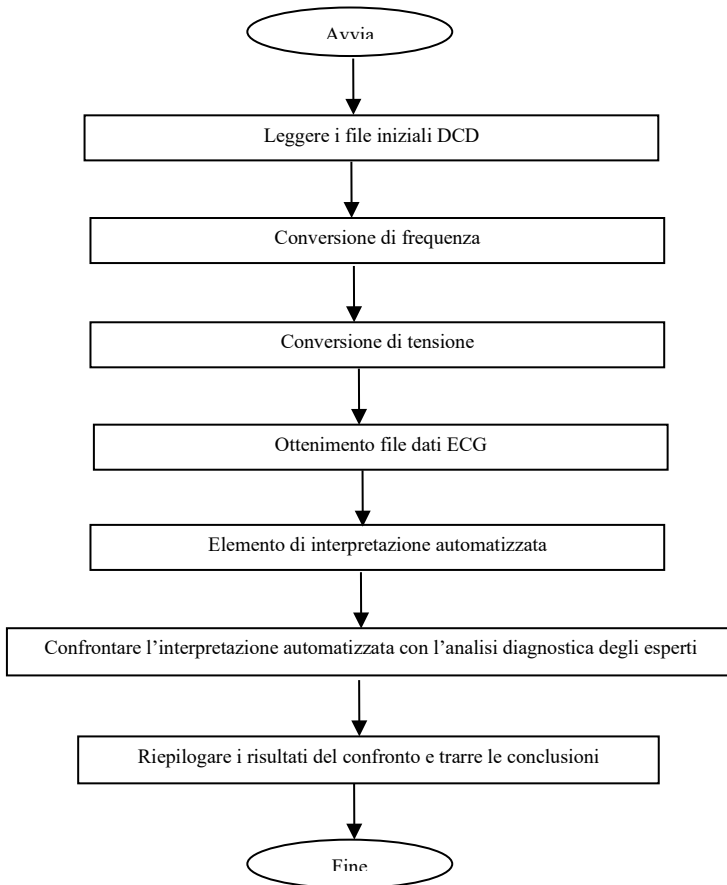 Avvia
Leggere i file iniziali DCD
Conversione di frequenza
Conversione di tensione
Ottenimento file dati ECG
Elemento di interpretazione automatizzata
Confrontare l’interpretazione automatizzata con l’analisi diagnostica degli esperti
Riepilogare i risultati del confronto e trarre le conclusioni
Fine